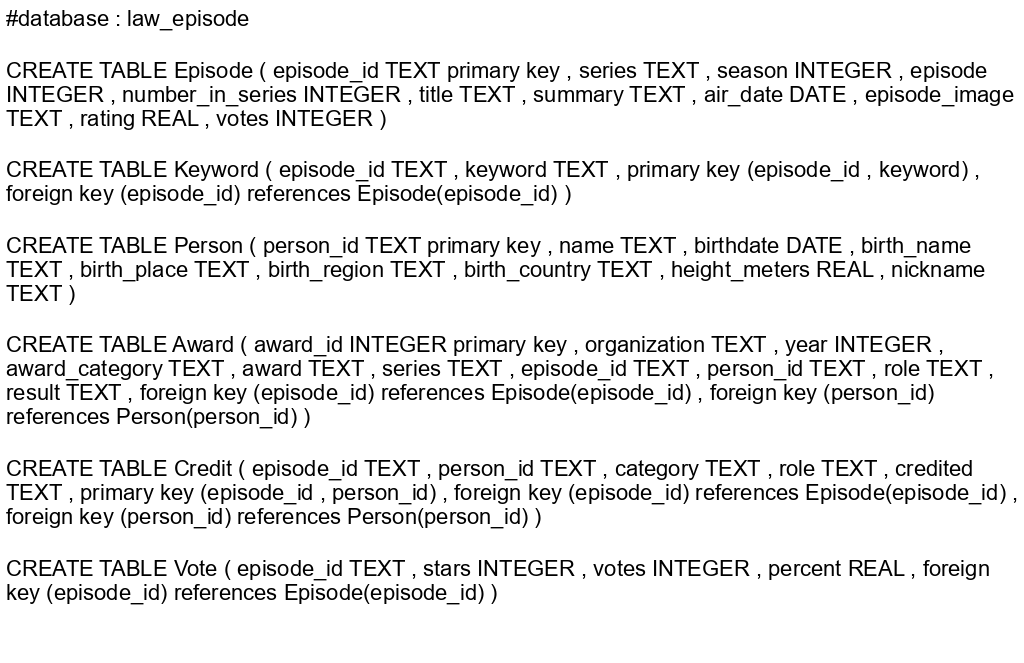 #database : law_episode
CREATE TABLE Episode ( episode_id TEXT primary key , series TEXT , season INTEGER , episode
INTEGER , number_in_series INTEGER , title TEXT , summary TEXT , air_date DATE , episode_image
TEXT , rating REAL , votes INTEGER )
CREATE TABLE Keyword ( episode_id TEXT , keyword TEXT , primary key (episode_id , keyword) ,
foreign key (episode_id) references Episode(episode_id) )
CREATE TABLE Person ( person_id TEXT primary key , name TEXT , birthdate DATE , birth_name
TEXT , birth_place TEXT , birth_region TEXT , birth_country TEXT , height_meters REAL , nickname
TEXT )
CREATE TABLE Award ( award_id INTEGER primary key , organization TEXT , year INTEGER ,
award_category TEXT , award TEXT , series TEXT , episode_id TEXT , person_id TEXT , role TEXT ,
result TEXT , foreign key (episode_id) references Episode(episode_id) , foreign key (person_id)
references Person(person_id) )
CREATE TABLE Credit ( episode_id TEXT , person_id TEXT , category TEXT , role TEXT , credited
TEXT , primary key (episode_id , person_id) , foreign key (episode_id) references Episode(episode_id) ,
foreign key (person_id) references Person(person_id) )
CREATE TABLE Vote ( episode_id TEXT , stars INTEGER , votes INTEGER , percent REAL , foreign
key (episode_id) references Episode(episode_id) )